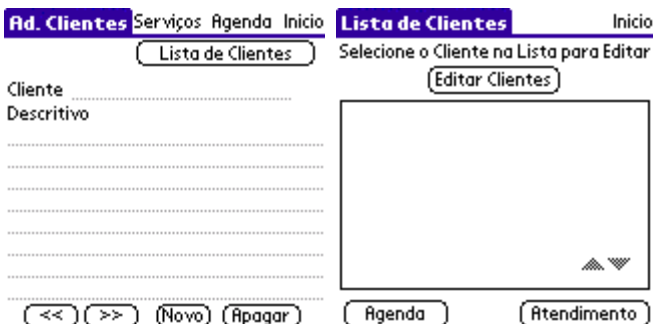 Ad. Clientes Serviços Agenda Inicio
Lista de Clientes
Cliente
Descritivo
<< >> Novo Apagar
Lista de Clientes Inicio
Selecione o Cliente na Lista para Editar
Editar Clientes
Agenda Atendimento